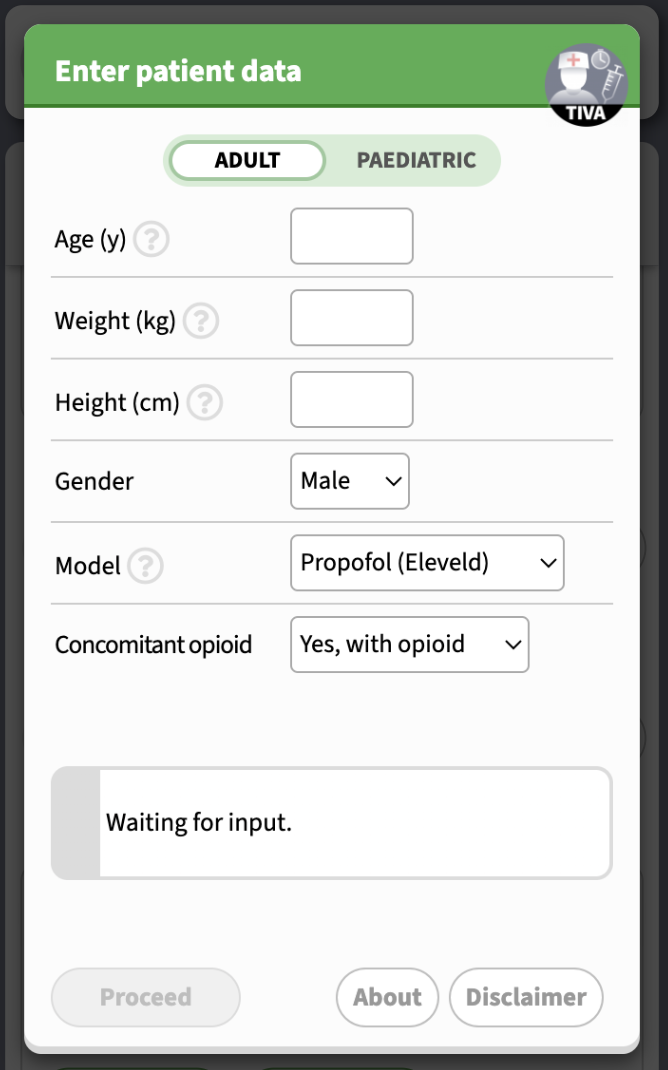 Enter patient data
TIVA
ADULT PAEDIATRIC
Age (y) ?
Weight (kg) ?
Height (cm) ?
Gender Male
Model ? Propofol (Eleveld)
Concomitant opioid Yes, with opioid
Waiting for input.
Proceed About Disclaimer